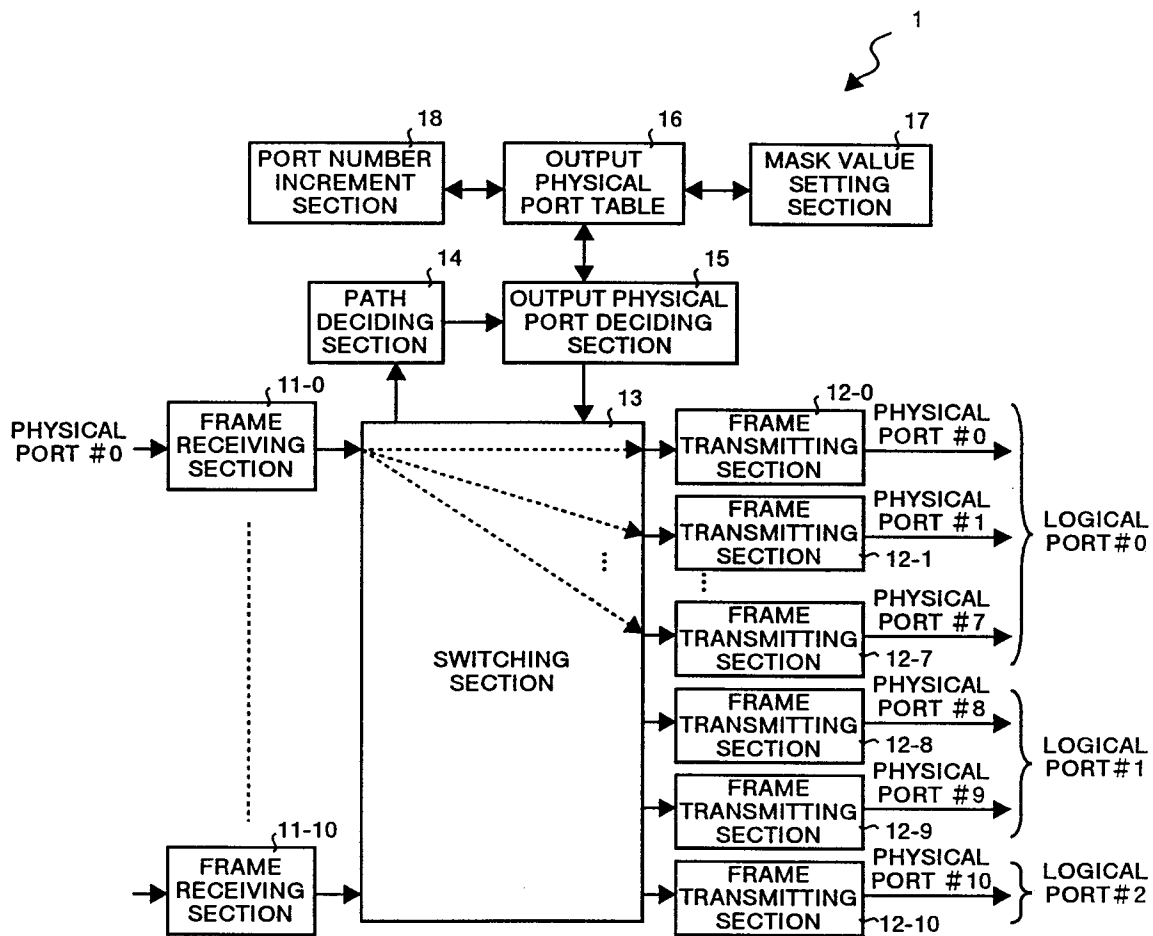 1
18
PORT NUMBER
INCREMENT
SECTION
16
OUTPUT
PHYSICAL
PORT TABLE
17
MASK VALUE
SETTING
SECTION
14
PATH
DECIDING
SECTION
15
OUTPUT PHYSICAL
PORT DECIDING
SECTION
PHYSICAL
PORT #0
11-0
FRAME
RECEIVING
SECTION
13
SWITCHING
SECTION
11-10
FRAME
RECEIVING
SECTION
12-0
FRAME
TRANSMITTING
SECTION
PHYSICAL
PORT #0
FRAME
TRANSMITTING
SECTION
12-1
PHYSICAL
PORT #1
FRAME
TRANSMITTING
SECTION
12-7
PHYSICAL
PORT #7
LOGICAL
PORT#0
FRAME
TRANSMITTING
SECTION
12-8
PHYSICAL
PORT #8
FRAME
TRANSMITTING
SECTION
12-9
PHYSICAL
PORT #9
LOGICAL
PORT#1
FRAME
TRANSMITTING
SECTION
12-10
PHYSICAL
PORT #10
LOGICAL
PORT#2